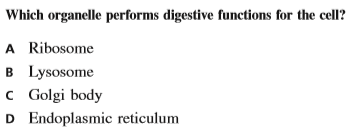 Which organelle performs digestive functions for the cell?
A Ribosome
B Lysosome
C Golgi body
D Endoplasmic reticulum